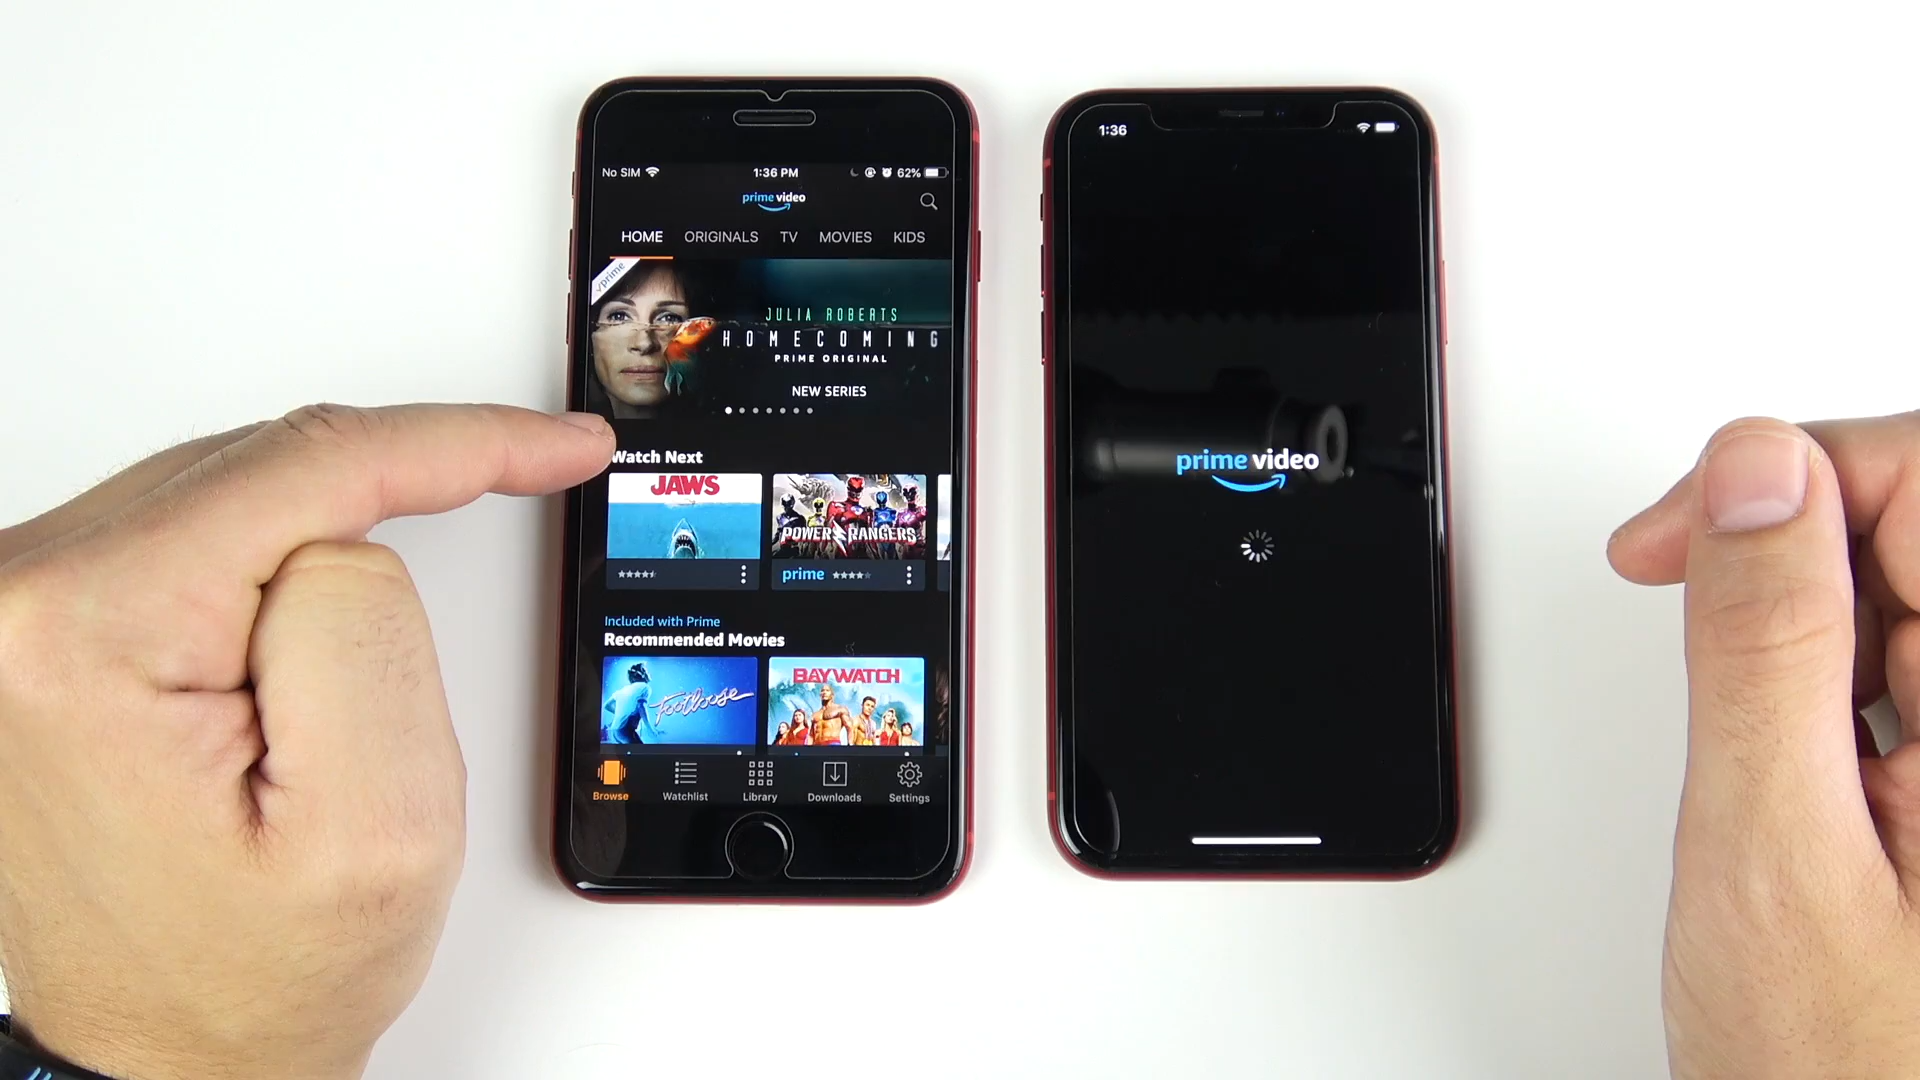 No SIM 1:36 PM 62%
prime video
HOME ORIGINALS TV MOVIES KIDS
prime
JULIA ROBERTS
HOMECOMING
PRIME ORIGINAL
NEW SERIES
Watch Next
JAWS
POWER RANGERS
prime
Included with Prime
Recommended Movies
Footloose
BAYWATCH
Browse Watchlist Library Downloads Settings
1:36
prime video